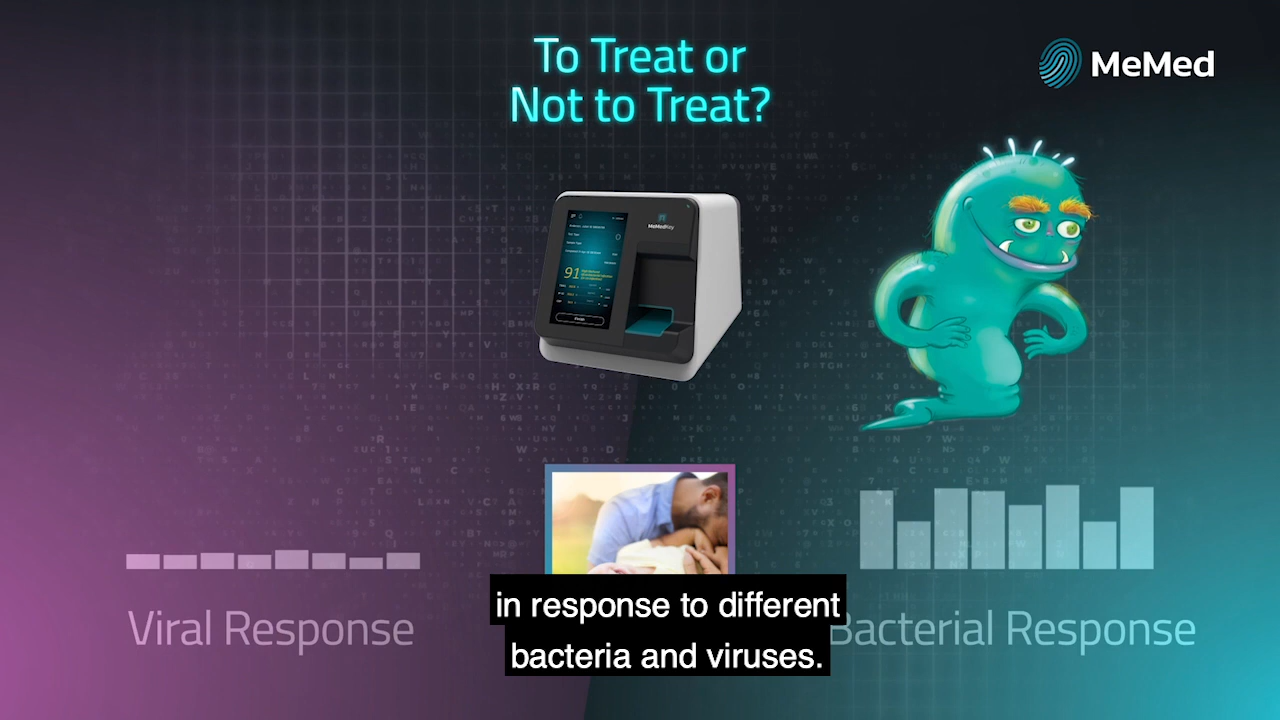 To Treat or
Not to Treat?
MeMed
MeMedKey
91
Viral Response
Bacterial Response
in response to different
bacteria and viruses.